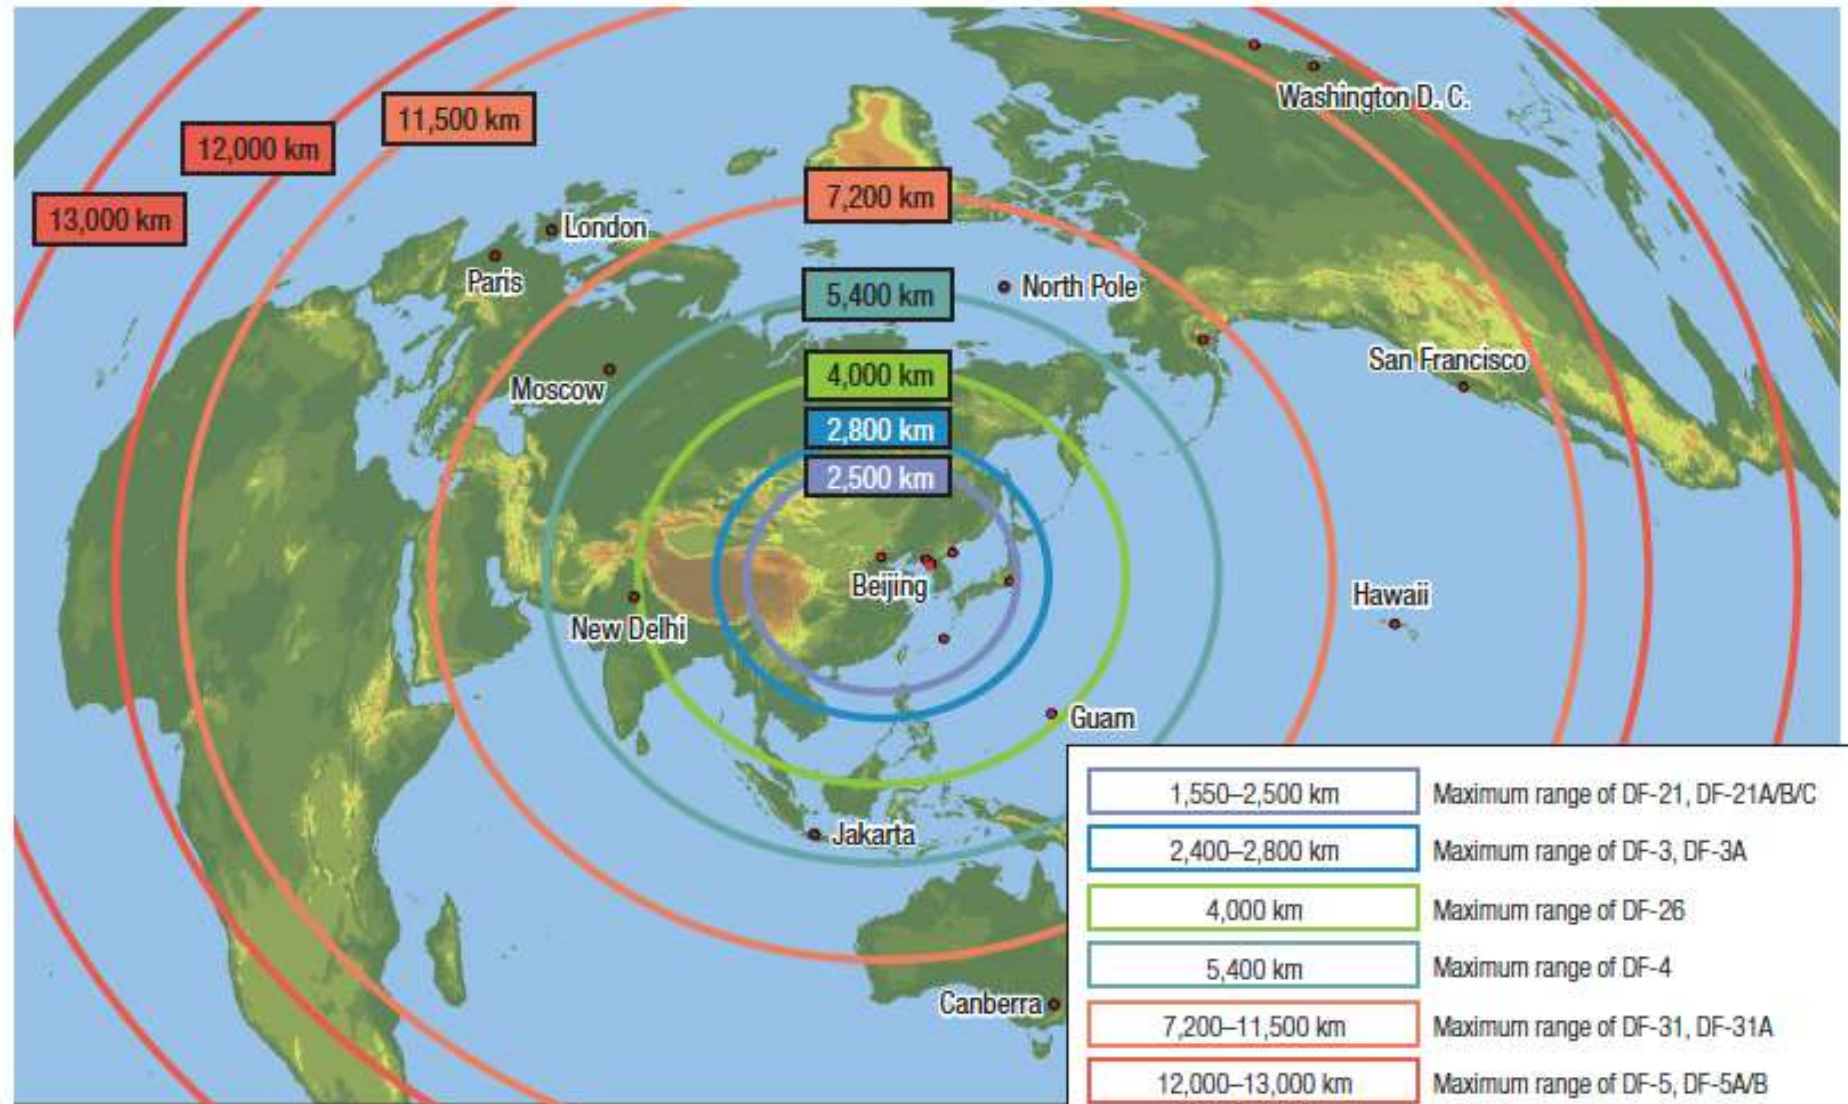 Washington D. C.
11,500 km
12,000 km
7,200 km
13,000 km
London
Paris
North Pole
5,400 km
San Francisco
4,000 km
Moscow
2,800 km
2,500 km
Beijing
Hawaii
New Delhi
Guam
Jakarta
Canberra
1,550–2,500 km Maximum range of DF-21, DF-21A/B/C
2,400–2,800 km Maximum range of DF-3, DF-3A
4,000 km Maximum range of DF-26
5,400 km Maximum range of DF-4
7,200–11,500 km Maximum range of DF-31, DF-31A
12,000–13,000 km Maximum range of DF-5, DF-5A/B